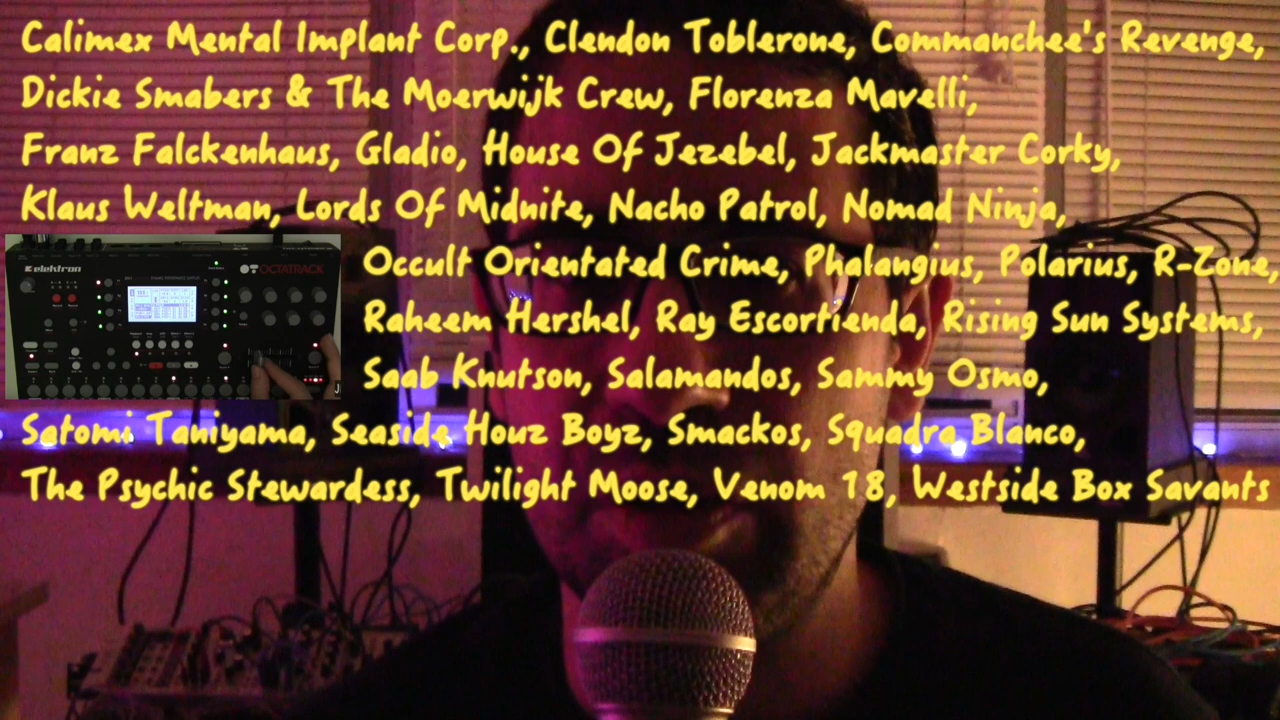 Calimex Mental Implant Corp., Clendon Toblerone, Commanchee's Revenge,
Dickie Smabers & The Moerwijk Crew, Florenza Mavelli,
Franz Falckenhaus, Gladio, House Of Jezebel, Jackmaster Corky,
Klaus Weltman, Lords Of Midnite, Nacho Patrol, Nomad Ninja,
elektron
OCTATRACK
Occult Orientated Crime, Phalangius, Polarius, R-Zone,
Raheem Hershel, Ray Escortienda, Rising Sun Systems,
Saab Knutson, Salamandos, Sammy Osmo,
Satomi Taniyama, Seaside Houz Boyz, Smackos, Squadra Blanco,
The Psychic Stewardess, Twilight Moose, Venom 18, Westside Box Savants